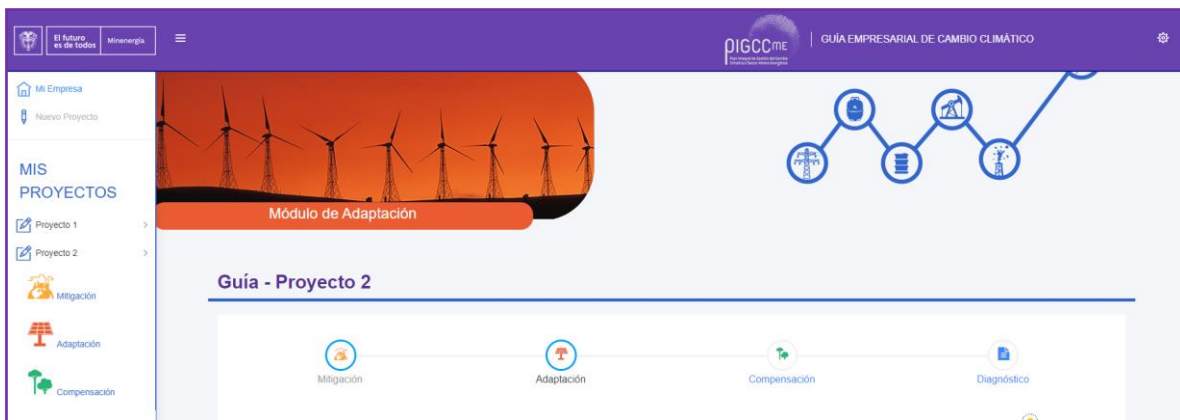 El futuro
es de todos
Minenergía
PIGCCME
GUÍA EMPRESARIAL DE CAMBIO CLIMÁTICO
Mi Empresa
Nuevo Proyecto
MIS
PROYECTOS
Proyecto 1
Proyecto 2
Mitigación
Adaptación
Compensación
Módulo de Adaptación
Guía - Proyecto 2
Mitigación
Adaptación
Compensación
Diagnóstico